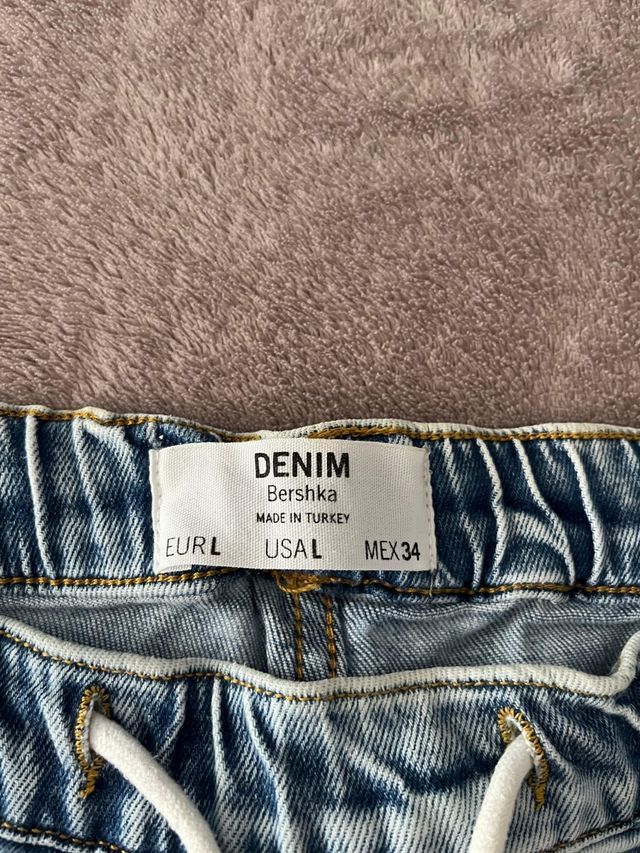 DENIM
Bershka
MADE IN TURKEY
EUR L USA L MEX 34